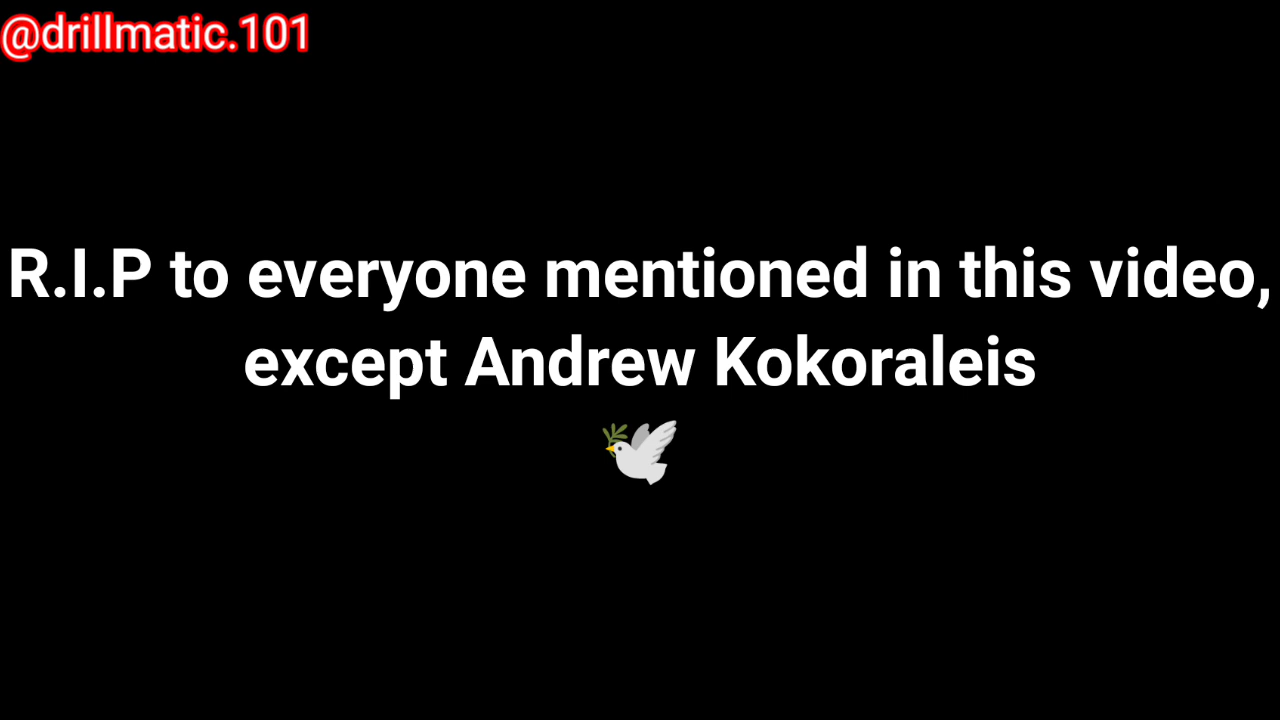 @drillmatic.101
R.I.P to everyone mentioned in this video,
except Andrew Kokoraleis
🕊️